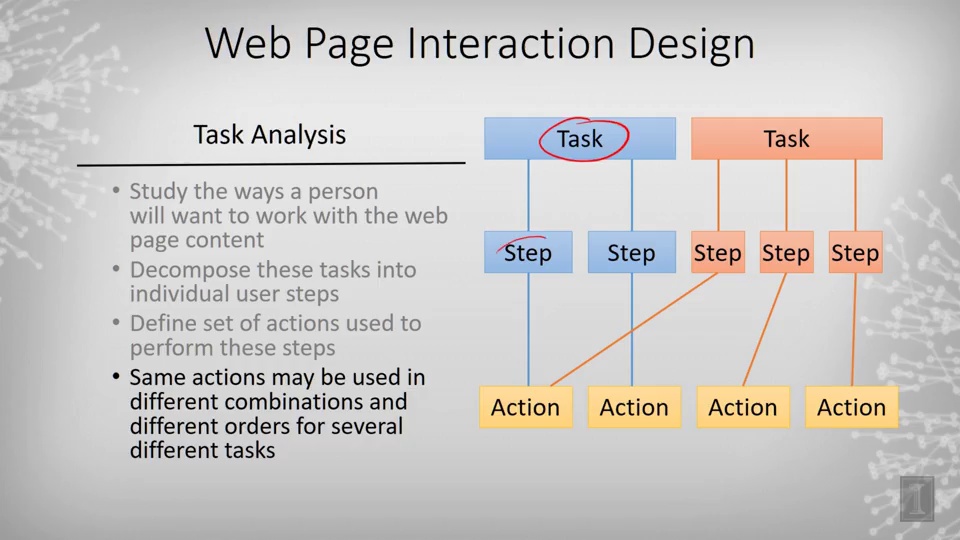 Web Page Interaction Design
Task Analysis
• Study the ways a person
will want to work with the web
page content
• Decompose these tasks into
individual user steps
• Define set of actions used to
perform these steps
• Same actions may be used in
different combinations and
different orders for several
different tasks
Task
Task
Step
Step
Step
Step
Step
Action
Action
Action
Action
I